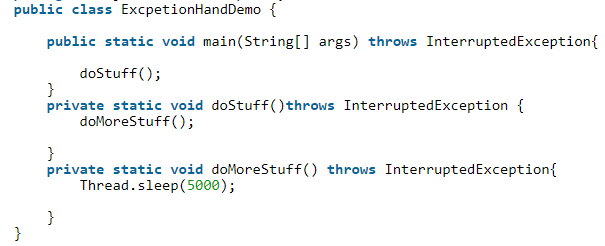 public class ExcpetionHandDemo {
public static void main(String[] args) throws InterruptedException{
doStuff();
}
private static void doStuff()throws InterruptedException {
doMoreStuff();
}
private static void doMoreStuff() throws InterruptedException{
Thread.sleep(5000);
}
}